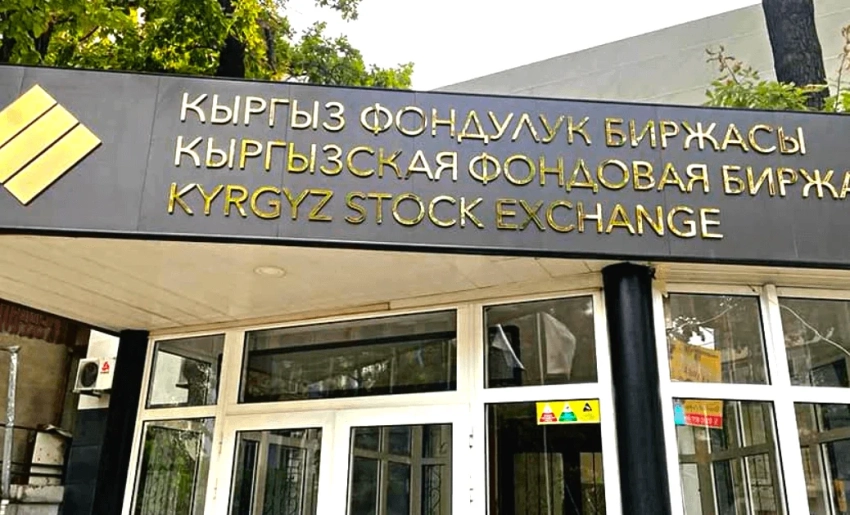 КЫРГЫЗ ФОНДУЛУК БИРЖАСЫ
КЫРГЫЗСКАЯ ФОНДОВАЯ БИРЖА
KYRGYZ STOCK EXCHANGE